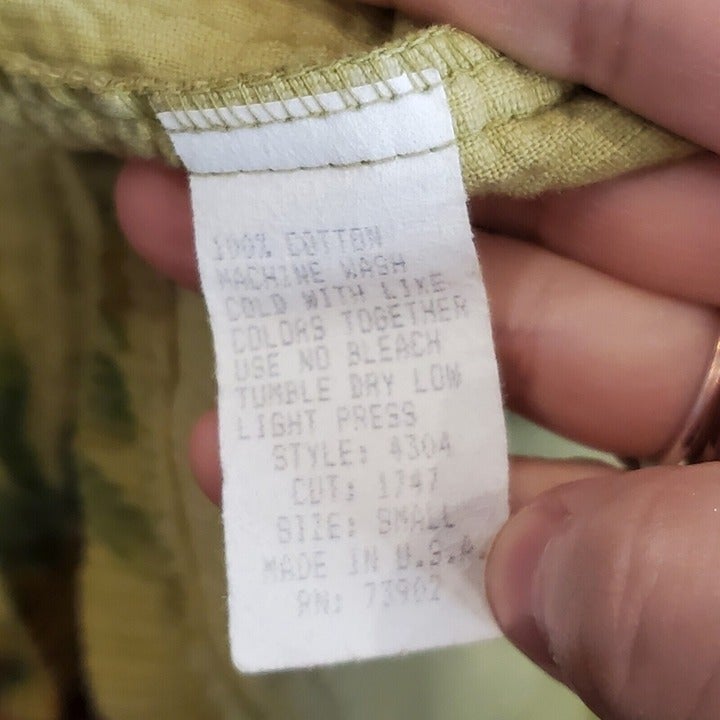 100% COTTON
MACHINE WASH
COLD WITH LIKE
COLORS TOGETHER
USE NO BLEACH
TUMBLE DRY LOW
LIGHT PRESS
STYLE: 4304
CUT: 1747
SIZE: SMALL
MADE IN U.S.A.
RN: 73902